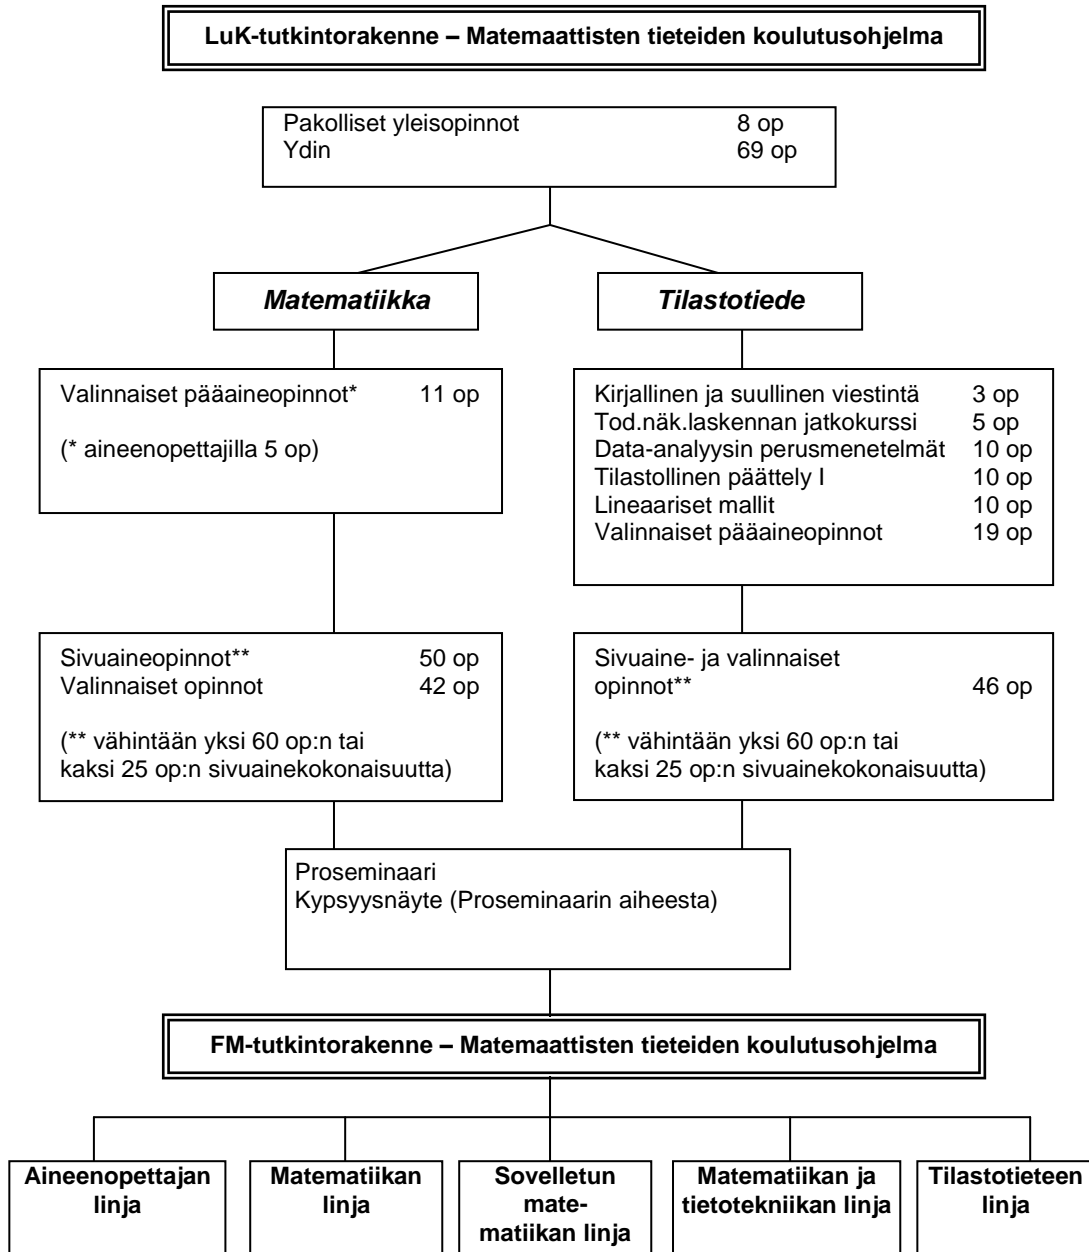 LuK-tutkintorakenne – Matemaattisten tieteiden koulutusohjelma
Pakolliset yleisopinnot 8 op
Ydin 69 op
Matematiikka
Tilastotiede
Valinnaiset pääaineopinnot* 11 op
(* aineenopettajilla 5 op)
Kirjallinen ja suullinen viestintä 3 op
Tod.näk.laskennan jatkokurssi 5 op
Data-analyysin perusmenetelmät 10 op
Tilastollinen päättely I 10 op
Lineaariset mallit 10 op
Valinnaiset pääaineopinnot 19 op
Sivuaineopinnot** 50 op
Valinnaiset opinnot 42 op
(** vähintään yksi 60 op:n tai
kaksi 25 op:n sivuainekokonaisuutta)
Sivuaine- ja valinnaiset
opinnot** 46 op
(** vähintään yksi 60 op:n tai
kaksi 25 op:n sivuainekokonaisuutta)
Proseminaari
Kypsyysnäyte (Proseminaarin aiheesta)
FM-tutkintorakenne – Matemaattisten tieteiden koulutusohjelma
Aineenopettajan
linja
Matematiikan
linja
Sovelletun
mate-
matiikan linja
Matematiikan ja
tietotekniikan linja
Tilastotieteen
linja